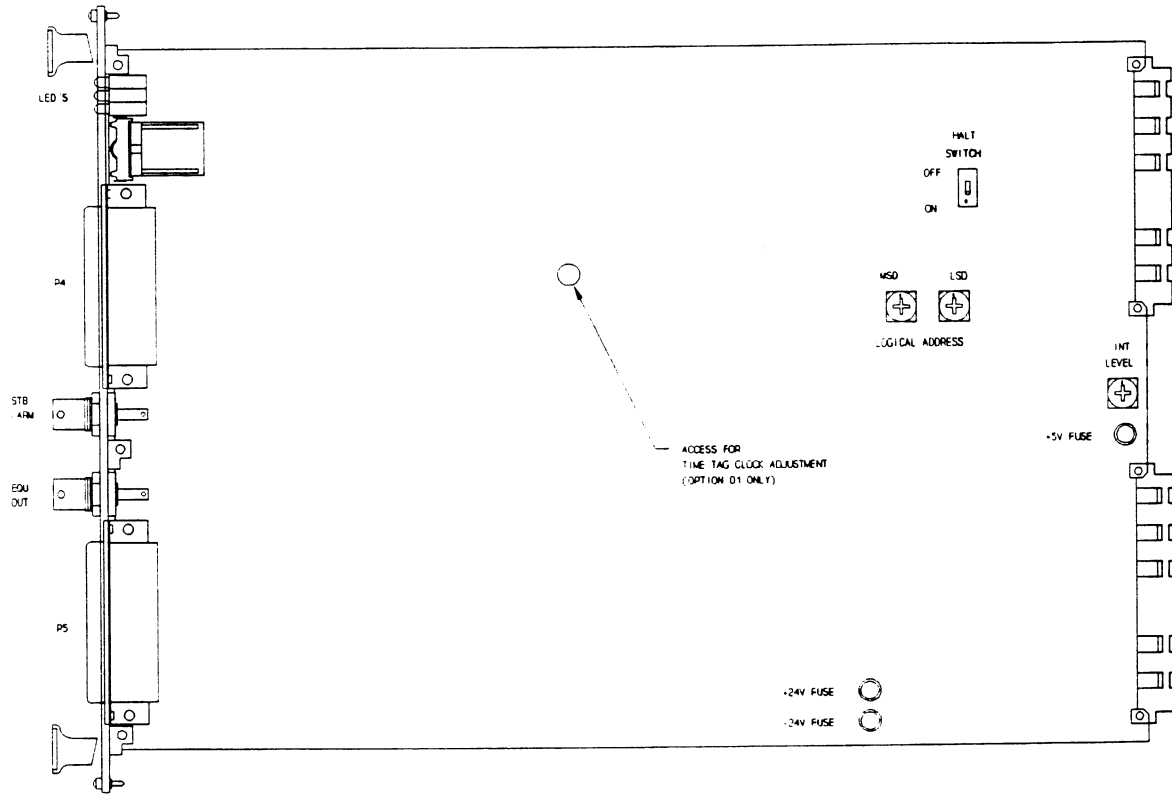 LED'S
HALT
SWITCH
OFF
ON
P4
MSD LSD
LOGICAL ADDRESS
INT
LEVEL
STB
ARM
+5V FUSE
ACCESS FOR
TIME TAG CLOCK ADJUSTMENT
(OPTION 01 ONLY)
EQU
OUT
P5
+24V FUSE
-24V FUSE